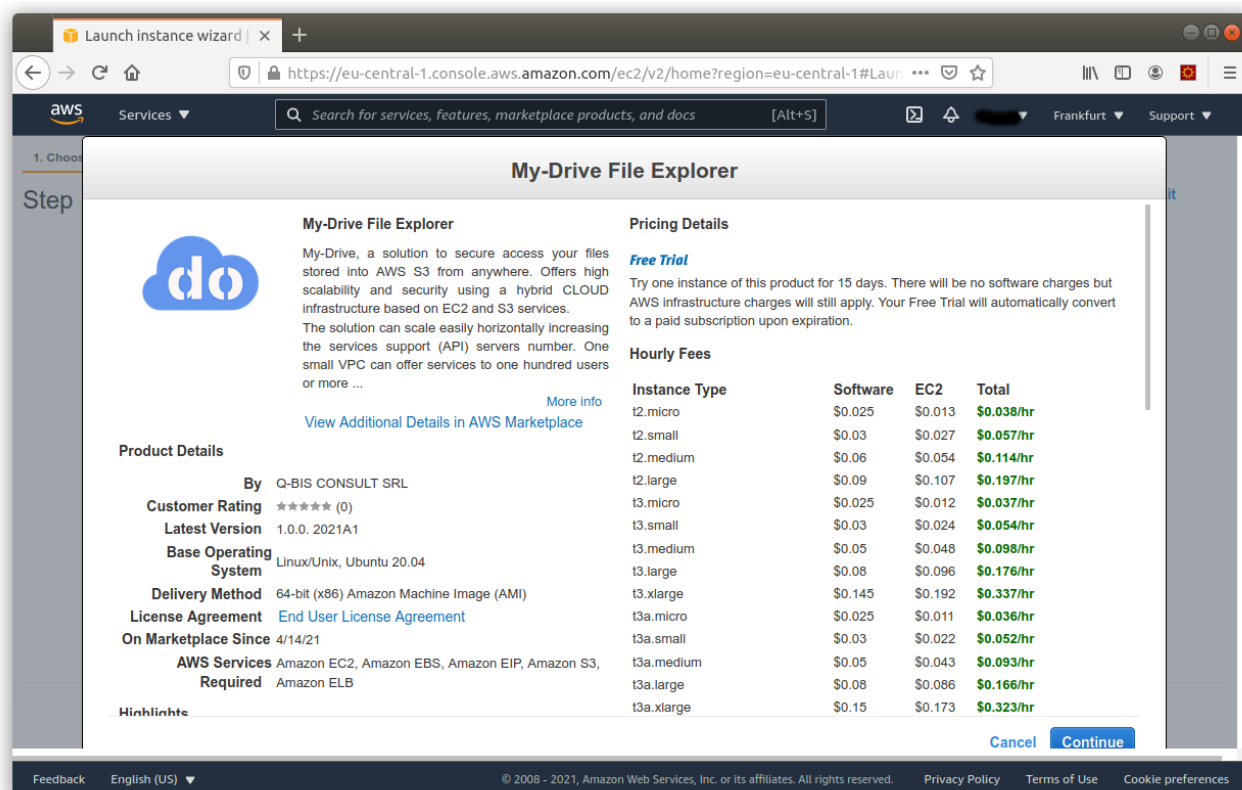 Launch instance wizard |
https://eu-central-1.console.aws.amazon.com/ec2/v2/home?region=eu-central-1#Laun
aws
Services
Search for services, features, marketplace products, and docs [Alt+S]
Frankfurt
Support
1. Choos
Step
it
My-Drive File Explorer
do
My-Drive File Explorer
My-Drive, a solution to secure access your files
stored into AWS S3 from anywhere. Offers high
scalability and security using a hybrid CLOUD
infrastructure based on EC2 and S3 services.
The solution can scale easily horizontally increasing
the services support (API) servers number. One
small VPC can offer services to one hundred users
or more ...
More info
View Additional Details in AWS Marketplace
Product Details
By Q-BIS CONSULT SRL
Customer Rating ★★★★★ (0)
Latest Version 1.0.0. 2021A1
Base Operating
System Linux/Unix, Ubuntu 20.04
Delivery Method 64-bit (x86) Amazon Machine Image (AMI)
License Agreement End User License Agreement
On Marketplace Since 4/14/21
AWS Services Amazon EC2, Amazon EBS, Amazon EIP, Amazon S3,
Required Amazon ELB
Highlights
Pricing Details
Free Trial
Try one instance of this product for 15 days. There will be no software charges but
AWS infrastructure charges will still apply. Your Free Trial will automatically convert
to a paid subscription upon expiration.
Hourly Fees
Instance Type Software EC2 Total
t2.micro $0.025 $0.013 $0.038/hr
t2.small $0.03 $0.027 $0.057/hr
t2.medium $0.06 $0.054 $0.114/hr
t2.large $0.09 $0.107 $0.197/hr
t3.micro $0.025 $0.012 $0.037/hr
t3.small $0.03 $0.024 $0.054/hr
t3.medium $0.05 $0.048 $0.098/hr
t3.large $0.08 $0.096 $0.176/hr
t3.xlarge $0.145 $0.192 $0.337/hr
t3a.micro $0.025 $0.011 $0.036/hr
t3a.small $0.03 $0.022 $0.052/hr
t3a.medium $0.05 $0.043 $0.093/hr
t3a.large $0.08 $0.086 $0.166/hr
t3a.xlarge $0.15 $0.173 $0.323/hr
Cancel Continue
Feedback English (US) © 2008 - 2021, Amazon Web Services, Inc. or its affiliates. All rights reserved. Privacy Policy Terms of Use Cookie preferences